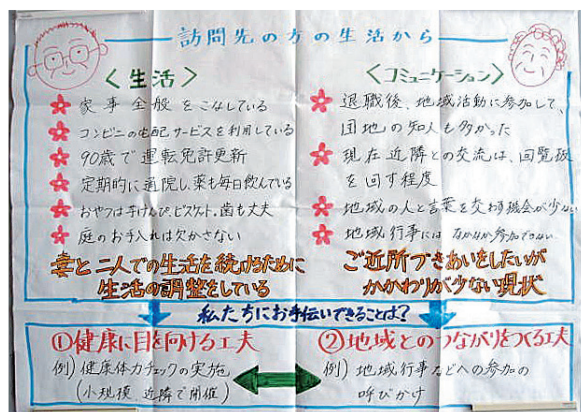 訪問先の方の生活から
〈生活〉
家事全般をこなしている
コンビニの宅配サービスを利用している
90歳で運転免許更新
定期的に通院し、薬も毎日飲んでいる
おやつは芋けんぴ、ビスケット、歯も丈夫
庭のお手入れは欠かさない
妻と二人での生活を続けるために
生活の調整をしている
〈コミュニケーション〉
退職後、地域活動に参加して、
団地の知人も多かった
現在近隣との交流は、回覧板
を回す程度
地域の人と言葉を交わす機会が少ない
地域行事にはなかなか参加できない
ご近所づきあいをしたいが
かかわりが少ない現状
私たちにお手伝いできることは?
①健康に目を向ける工夫
例)健康体力チェックの実施
(小規模、近隣で開催)
②地域とのつながりをつくる工夫
例)地域行事などへの参加の
呼びかけ